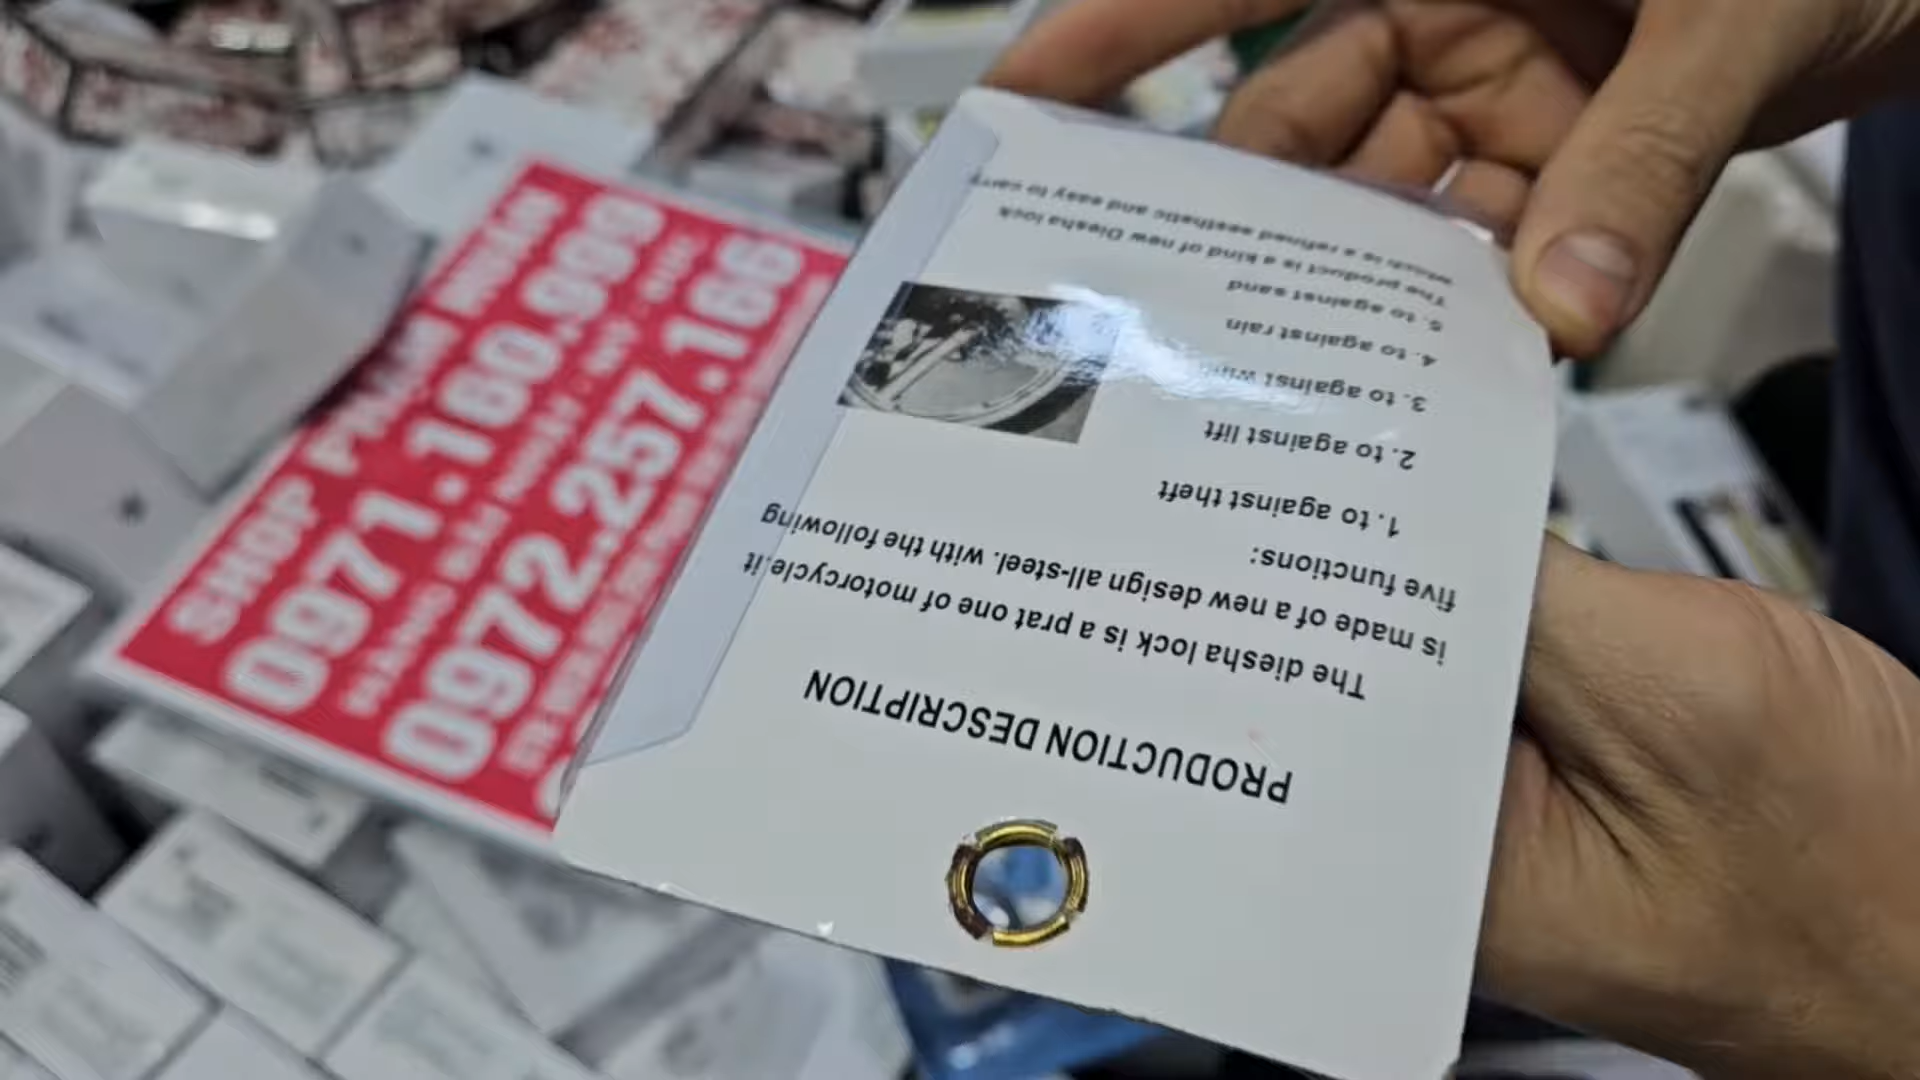 SHOP PHẠM NHUẦN
0971.160.999
0972.257.166
PRODUCTION DESCRIPTION
The diesha lock is a prat one of motorcycle.it
is made of a new design all-steel. with the following
five functions:
1. to against theft
2. to against lift
3. to against
4. to against rain
5. to against sand
The product is a kind of new Diesha lock
which is a refined aesthetic and easy to carry